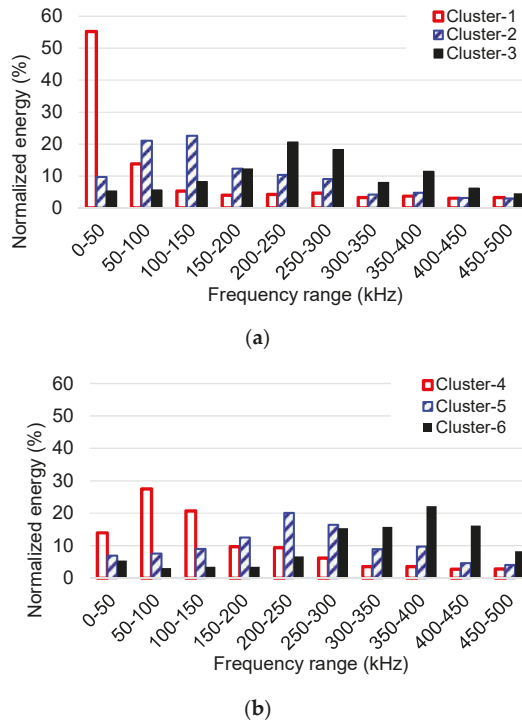 60
50
40
30
20
10
0
Normalized energy (%)
Cluster-1
Cluster-2
Cluster-3
0-50
50-100
100-150
150-200
200-250
250-300
300-350
350-400
400-450
450-500
Frequency range (kHz)
(a)
60
50
40
30
20
10
0
Normalized energy (%)
Cluster-4
Cluster-5
Cluster-6
0-50
50-100
100-150
150-200
200-250
250-300
300-350
350-400
400-450
450-500
Frequency range (kHz)
(b)